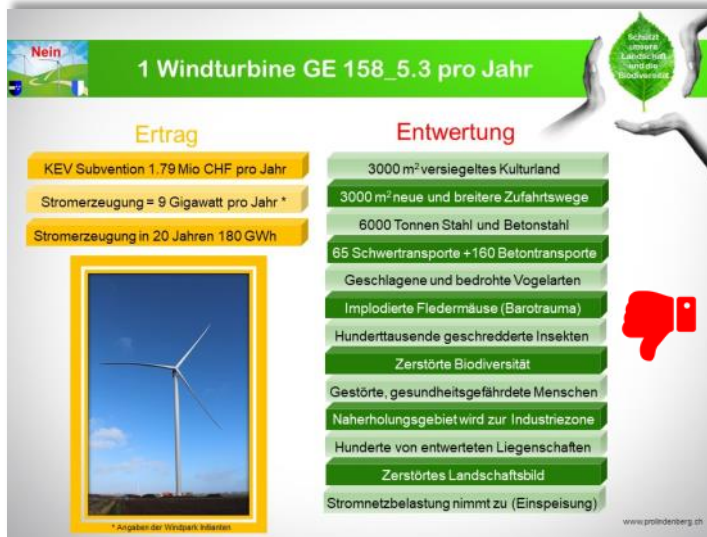 Nein
1 Windturbine GE 158_5.3 pro Jahr
Schützt
unsere
Landschaft
und die
Biodiversität
Ertrag
KEV Subvention 1.79 Mio CHF pro Jahr
Stromerzeugung = 9 Gigawatt pro Jahr *
Stromerzeugung in 20 Jahren 180 GWh
* Angaben der Windpark Initianten
Entwertung
3000 m² versiegeltes Kulturland
3000 m² neue und breitere Zufahrtswege
6000 Tonnen Stahl und Betonstahl
65 Schwertransporte +160 Betontransporte
Geschlagene und bedrohte Vogelarten
Implodierte Fledermäuse (Barotrauma)
Hunderttausende geschredderte Insekten
Zerstörte Biodiversität
Gestörte, gesundheitsgefährdete Menschen
Naherholungsgebiet wird zur Industriezone
Hunderte von entwerteten Liegenschaften
Zerstörtes Landschaftsbild
Stromnetzbelastung nimmt zu (Einspeisung)
www.prolindenberg.ch